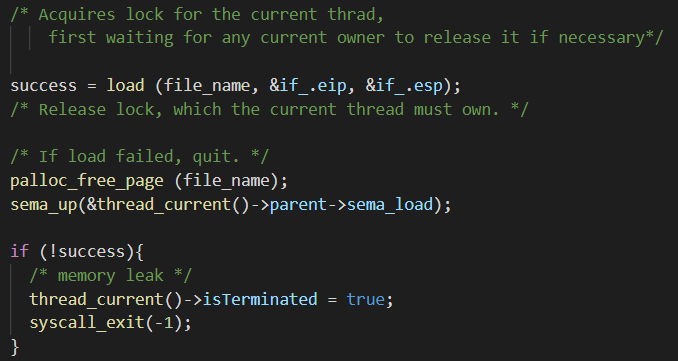 /* Acquires lock for the current thrad,
first waiting for any current owner to release it if necessary*/
success = load (file_name, &if_.eip, &if_.esp);
/* Release lock, which the current thread must own. */
/* If load failed, quit. */
palloc_free_page (file_name);
sema_up(&thread_current()->parent->sema_load);
if (!success){
/* memory leak */
thread_current()->isTerminated = true;
syscall_exit(-1);
}